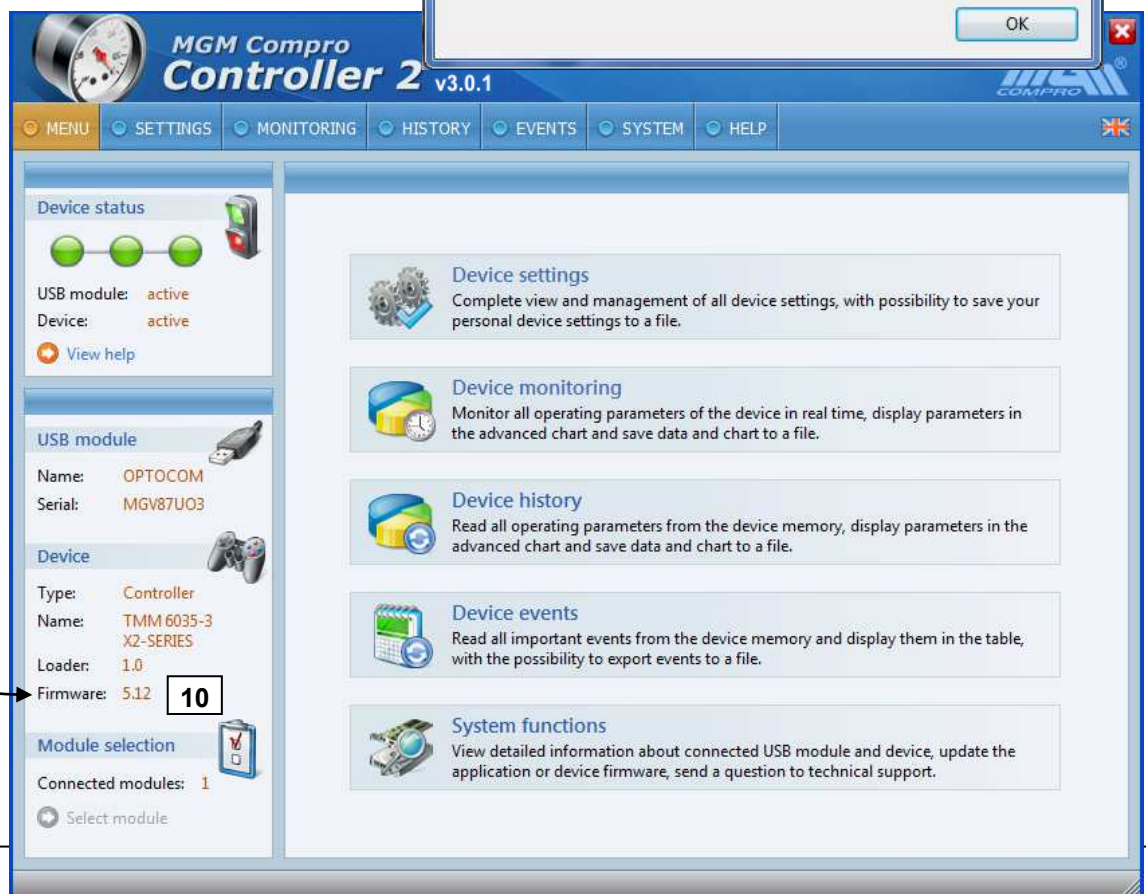 OK
MGM Compro
Controller 2 v3.0.1
COMPRO ®
MENU SETTINGS MONITORING HISTORY EVENTS SYSTEM HELP
Device status
USB module: active
Device: active
View help
USB module
Name: OPTOCOM
Serial: MGV87UO3
Device
Type: Controller
Name: TMM 6035-3
X2-SERIES
Loader: 1.0
Firmware: 5.12 10
Module selection
Connected modules: 1
Select module
Device settings
Complete view and management of all device settings, with possibility to save your
personal device settings to a file.
Device monitoring
Monitor all operating parameters of the device in real time, display parameters in
the advanced chart and save data and chart to a file.
Device history
Read all operating parameters from the device memory, display parameters in the
advanced chart and save data and chart to a file.
Device events
Read all important events from the device memory and display them in the table,
with the possibility to export events to a file.
System functions
View detailed information about connected USB module and device, update the
application or device firmware, send a question to technical support.